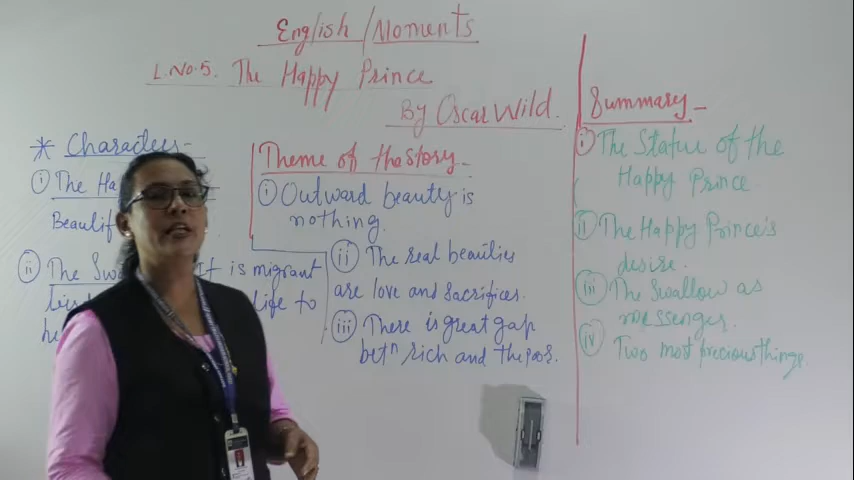 English/Moments
L.No.5. The Happy Prince
By Oscar Wild.
* Characters-
i) The Ha
Beautif
ii) The Swa It is migrant
life to
he
Theme of the Story-
i) Outward beauty is
nothing.
ii) The real beauties
are love and sacrifices.
iii) There is great gap
betⁿ rich and the poor.
Summary-
i) The Statue of the
Happy Prince.
ii) The Happy Prince's
desire.
iii) The Swallow as
messenger.
iv) Two most precious things.